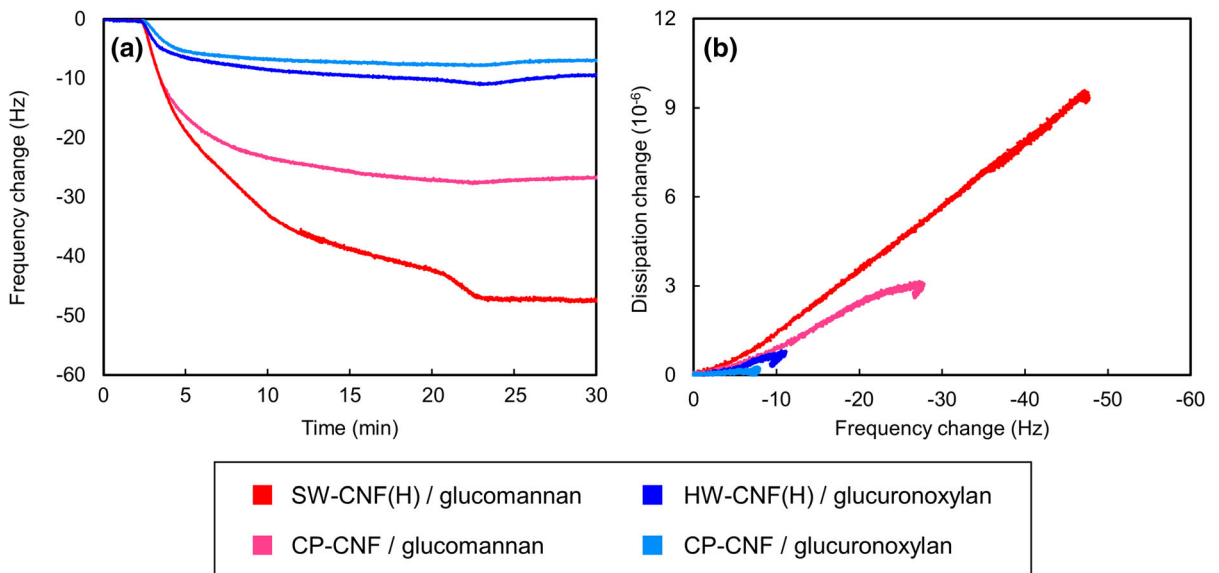 (a)
Frequency change (Hz)
0
-10
-20
-30
-40
-50
-60
0 5 10 15 20 25 30
Time (min)
(b)
Dissipation change (10⁻⁶)
12
9
6
3
0
0 -10 -20 -30 -40 -50 -60
Frequency change (Hz)
SW-CNF(H) / glucomannan
HW-CNF(H) / glucuronoxylan
CP-CNF / glucomannan
CP-CNF / glucuronoxylan